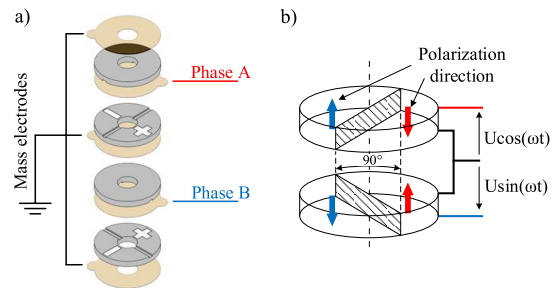 a)
Mass electrodes
Phase A
Phase B
b)
Polarization
direction
90°
Ucos(ωt)
Usin(ωt)